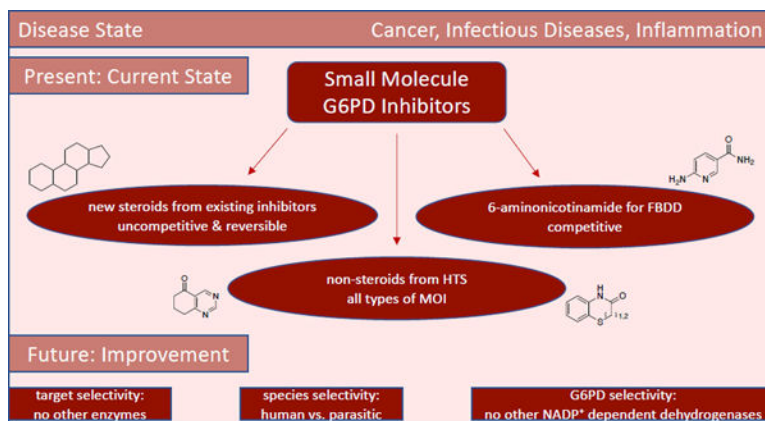 Disease State
Cancer, Infectious Diseases, Inflammation
Present: Current State
Small Molecule
G6PD Inhibitors
O
NH₂
H₂N
N
new steroids from existing inhibitors
uncompetitive & reversible
6-aminonicotinamide for FBDD
competitive
non-steroids from HTS
all types of MOI
O
N
N
H
N
O
S
1,2
Future: Improvement
target selectivity:
no other enzymes
species selectivity:
human vs. parasitic
G6PD selectivity:
no other NADP⁺ dependent dehydrogenases